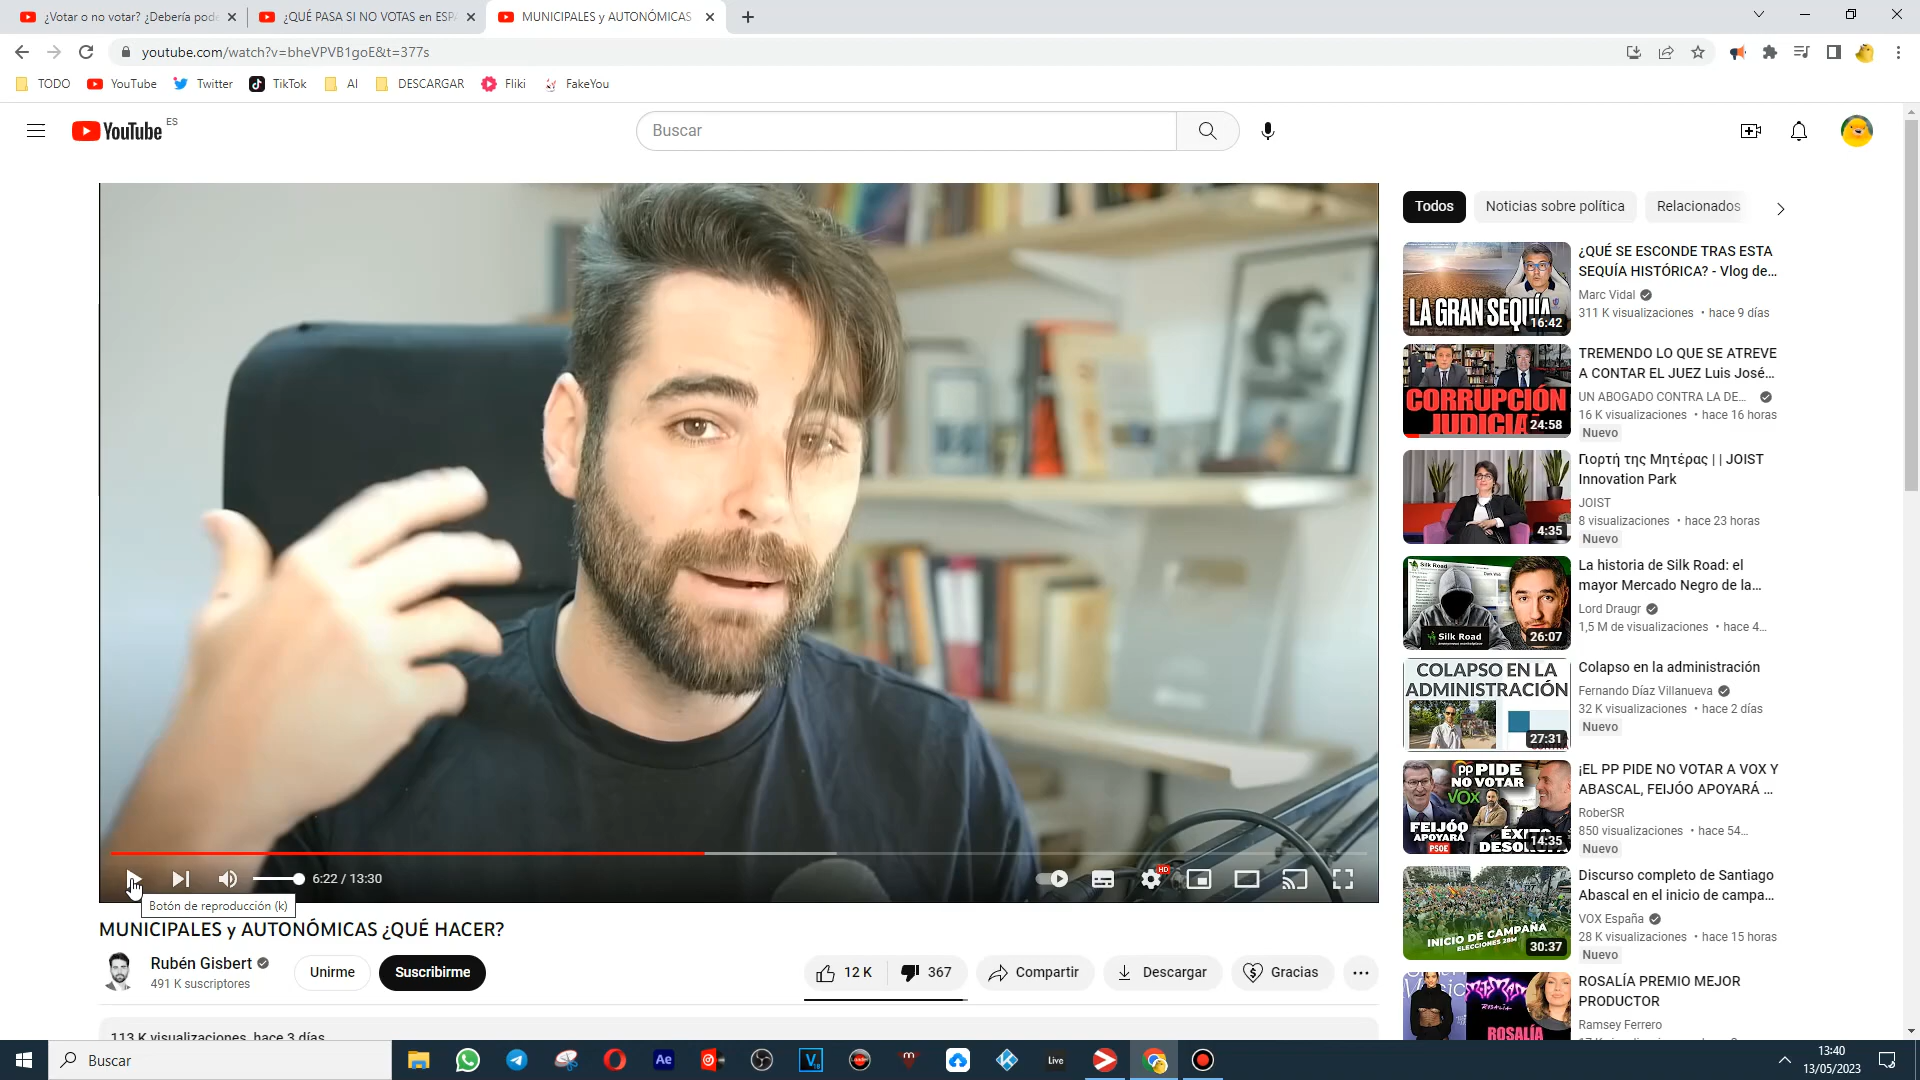 ¿Votar o no votar? ¿Debería pod
¿QUÉ PASA SI NO VOTAS en ESP
MUNICIPALES y AUTONÓMICAS
youtube.com/watch?v=bheVPVB1goE&t=377s
TODO YouTube Twitter TikTok AI DESCARGAR Fliki FakeYou
YouTube ES
Buscar
Todos Noticias sobre política Relacionados
¿QUÉ SE ESCONDE TRAS ESTA
SEQUÍA HISTÓRICA? - Vlog de...
Marc Vidal
311 K visualizaciones • hace 9 días
LA GRAN SEQUÍA
16:42
TREMENDO LO QUE SE ATREVE
A CONTAR EL JUEZ Luis José...
UN ABOGADO CONTRA LA DE...
16 K visualizaciones • hace 16 horas
Nuevo
CORRUPCIÓN
JUDICIA
24:58
Γιορτή της Μητέρας | | JOIST
Innovation Park
JOIST
8 visualizaciones • hace 23 horas
Nuevo
4:35
La historia de Silk Road: el
mayor Mercado Negro de la...
Lord Draugr
1,5 M de visualizaciones • hace 4...
Silk Road
Silk Road
26:07
Colapso en la administración
Fernando Díaz Villanueva
32 K visualizaciones • hace 2 días
Nuevo
COLAPSO EN LA
ADMINISTRACIÓN
27:31
¡EL PP PIDE NO VOTAR A VOX Y
ABASCAL, FEIJÓO APOYARÁ ...
RoberSR
850 visualizaciones • hace 54...
Nuevo
PP PIDE
NO VOTAR
VOX
FEIJÓO
APOYARÁ
PSOE
14:35
Discurso completo de Santiago
Abascal en el inicio de campa...
VOX España
28 K visualizaciones • hace 15 horas
Nuevo
INICIO DE CAMPAÑA
ELECCIONES 28M
30:37
ROSALÍA PREMIO MEJOR
PRODUCTOR
Ramsey Ferrero
ROSALÍA
6:22 / 13:30
HD
Botón de reproducción (k)
MUNICIPALES y AUTONÓMICAS ¿QUÉ HACER?
Rubén Gisbert
491 K suscriptores
Unirme Suscribirme
12 K 367 Compartir Descargar Gracias
113 K visualizaciones hace 3 días
Buscar
Ae
Live
13:40
13/05/2023